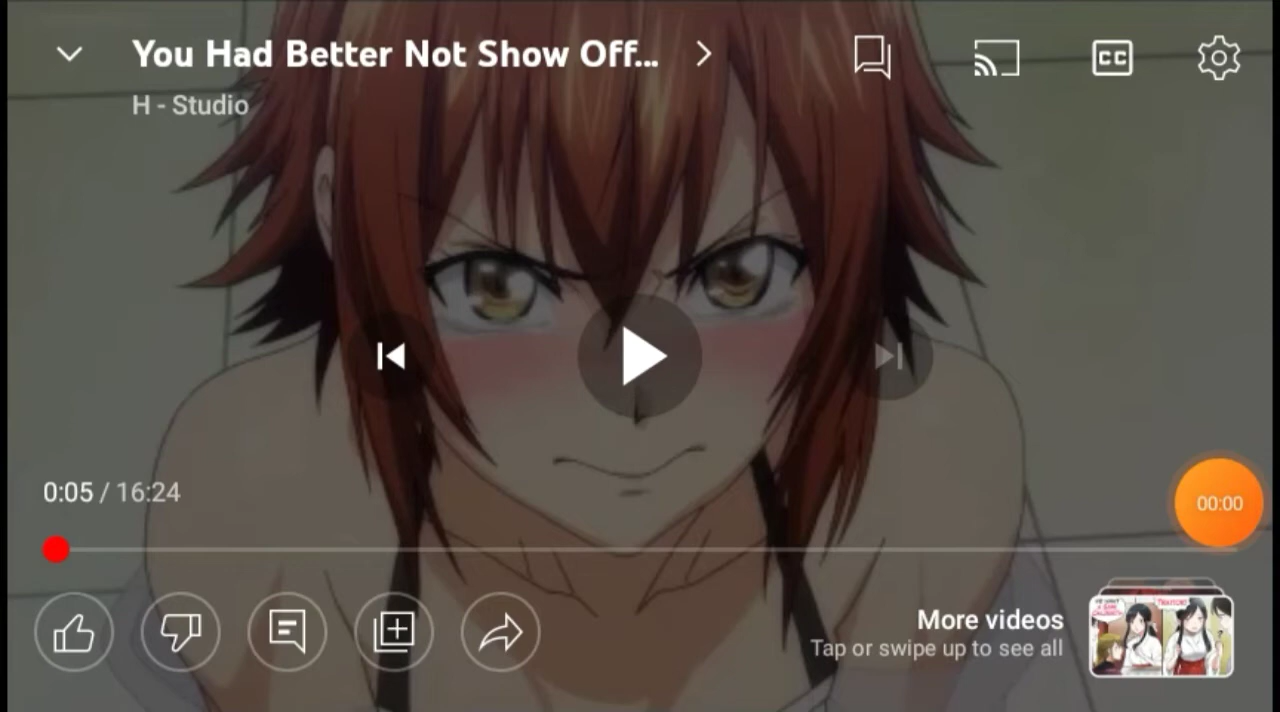 You Had Better Not Show Off...
H - Studio
CC
0:05 / 16:24
00:00
More videos
Tap or swipe up to see all